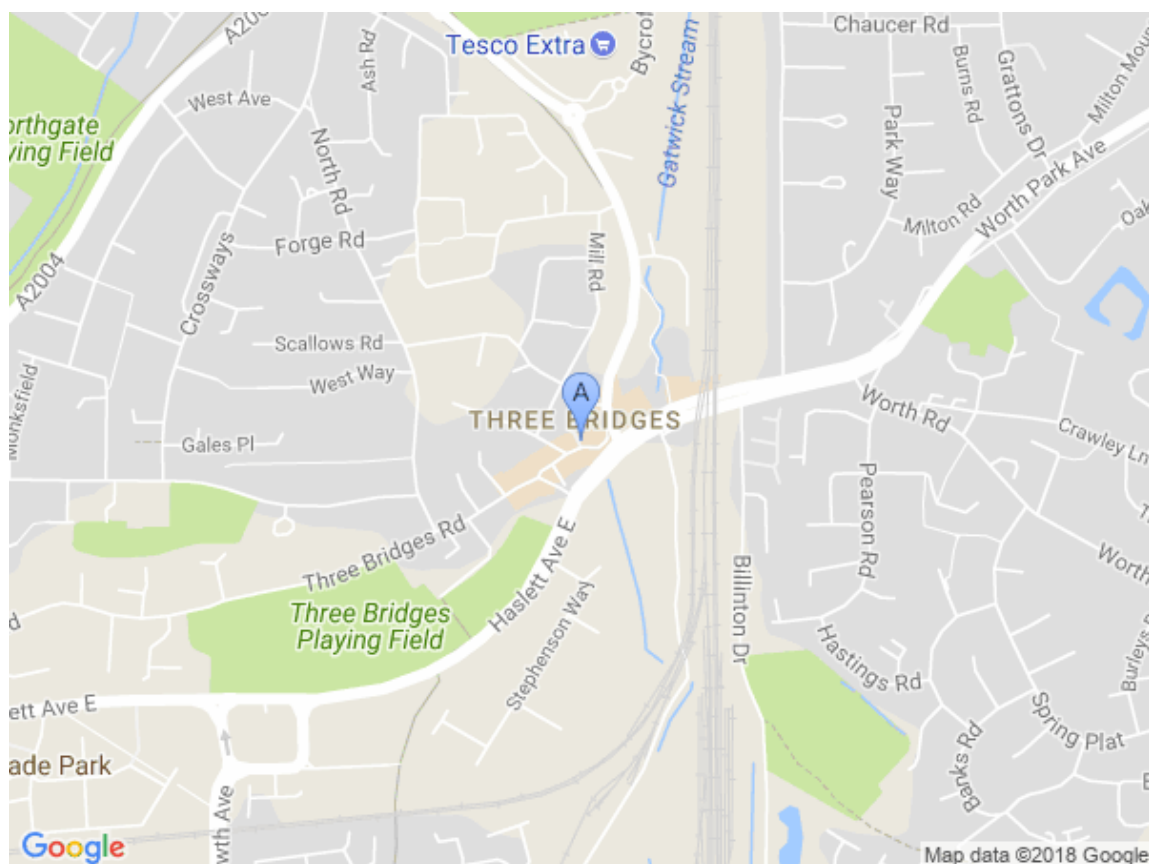 A200
Tesco Extra
Bycrof
Gatwick Stream
Chaucer Rd
Burns Rd
Grattons Dr
Milton Mou
West Ave
Ash Rd
orthgate
ying Field
North Rd
Park Way
Milton Rd
Worth Park Ave
Oak
Forge Rd
Crossways
Mill Rd
A2004
Scallows Rd
West Way
A
THREE BRIDGES
Monksfield
Gales Pl
Worth Rd
Crawley Ln
Pearson Rd
Three Bridges Rd
Haslett Ave E
Three Bridges
Playing Field
Stephenson Way
Billinton Dr
Worth
Hastings Rd
Burleys
Spring Plat
Banks Rd
ett Ave E
ade Park
wth Ave
Google
Map data ©2018 Google